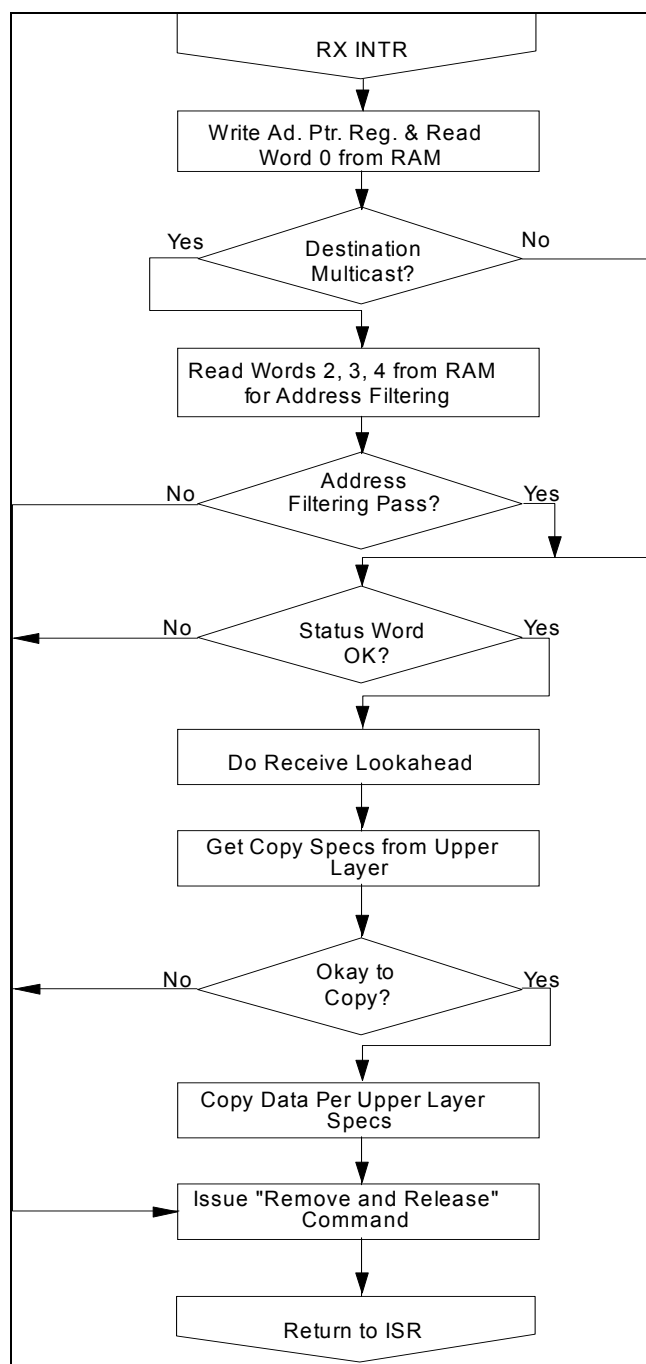 RX INTR
Write Ad. Ptr. Reg. & Read
Word 0 from RAM
Yes
No
Destination
Multicast?
Read Words 2, 3, 4 from RAM
for Address Filtering
No
Address
Filtering Pass?
Yes
No
Status Word
OK?
Yes
Do Receive Lookahead
Get Copy Specs from Upper
Layer
No
Okay to
Copy?
Yes
Copy Data Per Upper Layer
Specs
Issue "Remove and Release"
Command
Return to ISR